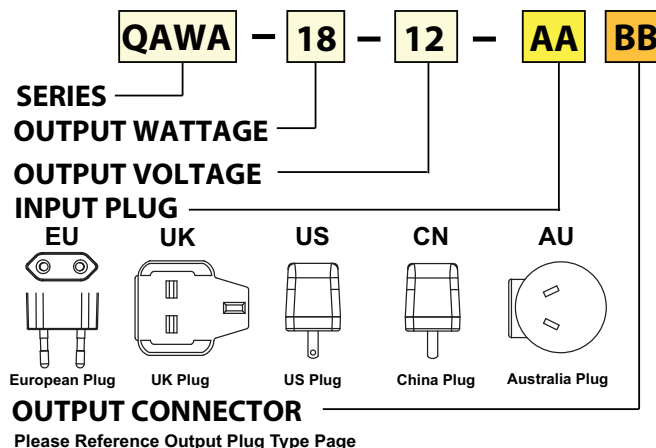 QAWA - 18 - 12 - AA BB
SERIES
OUTPUT WATTAGE
OUTPUT VOLTAGE
INPUT PLUG
EU UK US CN AU
European Plug UK Plug US Plug China Plug Australia Plug
OUTPUT CONNECTOR
Please Reference Output Plug Type Page